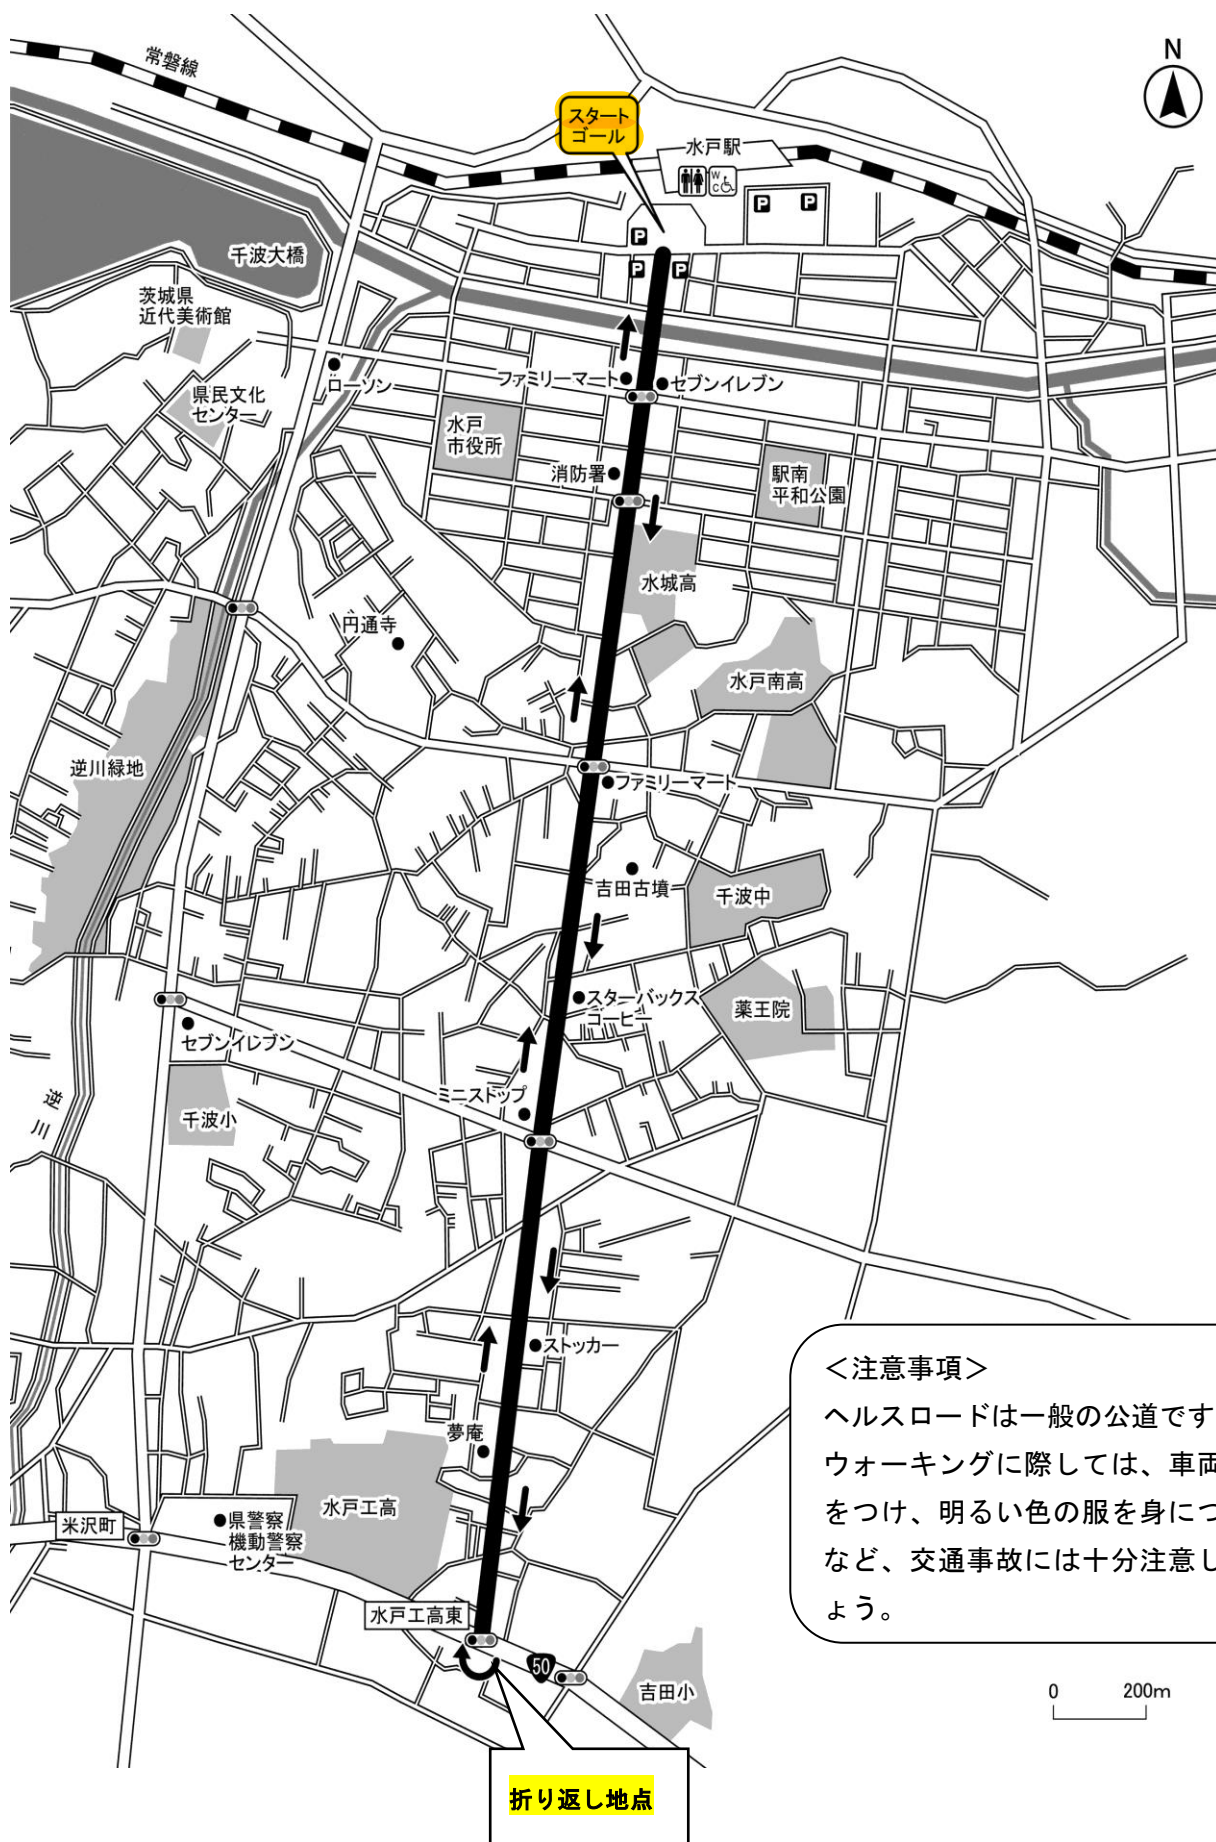 N
常磐線
スタート
ゴール
水戸駅
WC
P
P
P
P
P
千波大橋
茨城県
近代美術館
ローソン
ファミリーマート
セブンイレブン
県民文化
センター
水戸
市役所
消防署
駅南
平和公園
水城高
円通寺
水戸南高
逆川緑地
ファミリーマート
吉田古墳
千波中
スターバックス
コーヒー
薬王院
セブンイレブン
ミニストップ
逆川
千波小
ストッカー
夢庵
水戸工高
米沢町
県警察
機動警察
センター
水戸工高東
50
吉田小
折り返し地点
＜注意事項＞
ヘルスロードは一般の公道です
ウォーキングに際しては、車両
をつけ、明るい色の服を身につ
など、交通事故には十分注意し
ょう。
0 200m